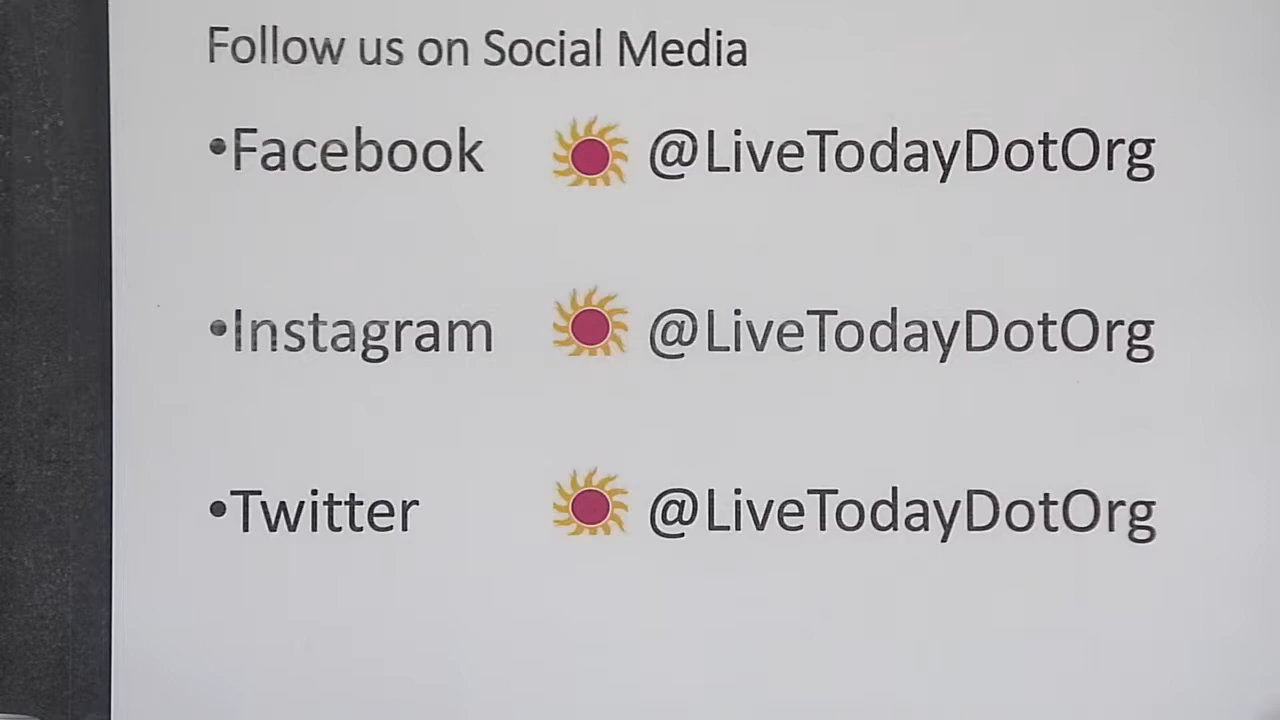 Follow us on Social Media
•Facebook @LiveTodayDotOrg
•Instagram @LiveTodayDotOrg
•Twitter @LiveTodayDotOrg